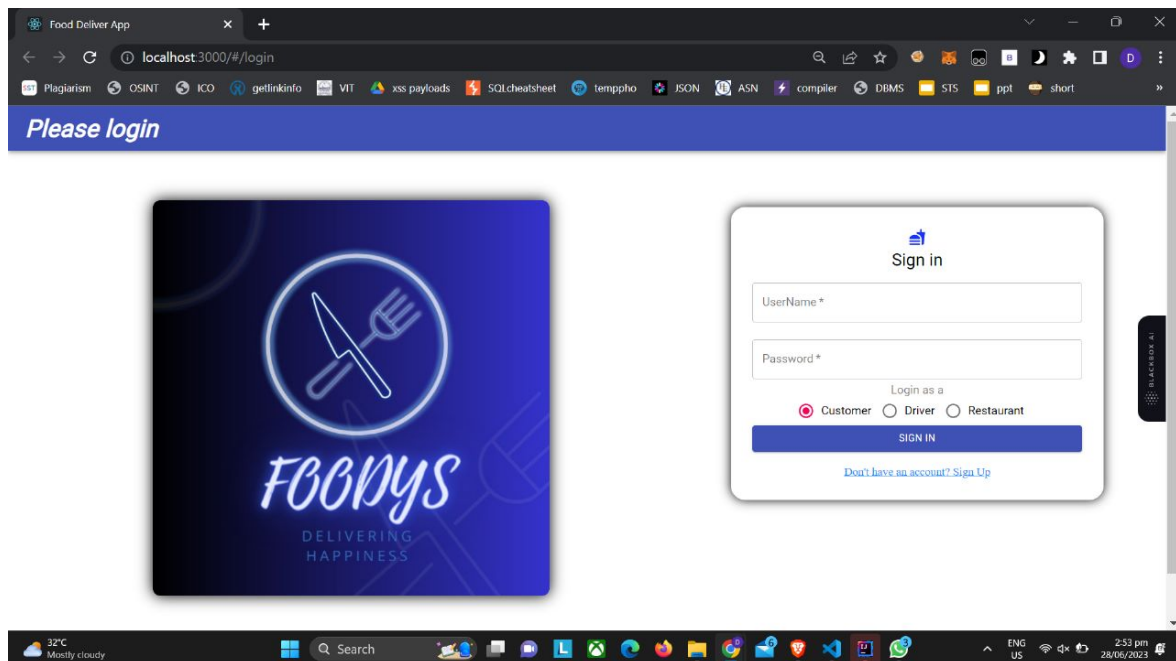 Food Deliver App
localhost:3000/#/login
D
SST Plagiarism OSINT ICO getlinkinfo VIT xss payloads SQLcheatsheet temppho JSON ASN compiler B DBMS STS ppt short »
Please login
Sign in
UserName *
Password *
Login as a
Customer Driver Restaurant
SIGN IN
Don't have an account? Sign Up
FOODYS
DELIVERING
HAPPINESS
BLACKBOX AI
32°C
Mostly cloudy
Search
L
ENG
US
2:53 pm
28/06/2023